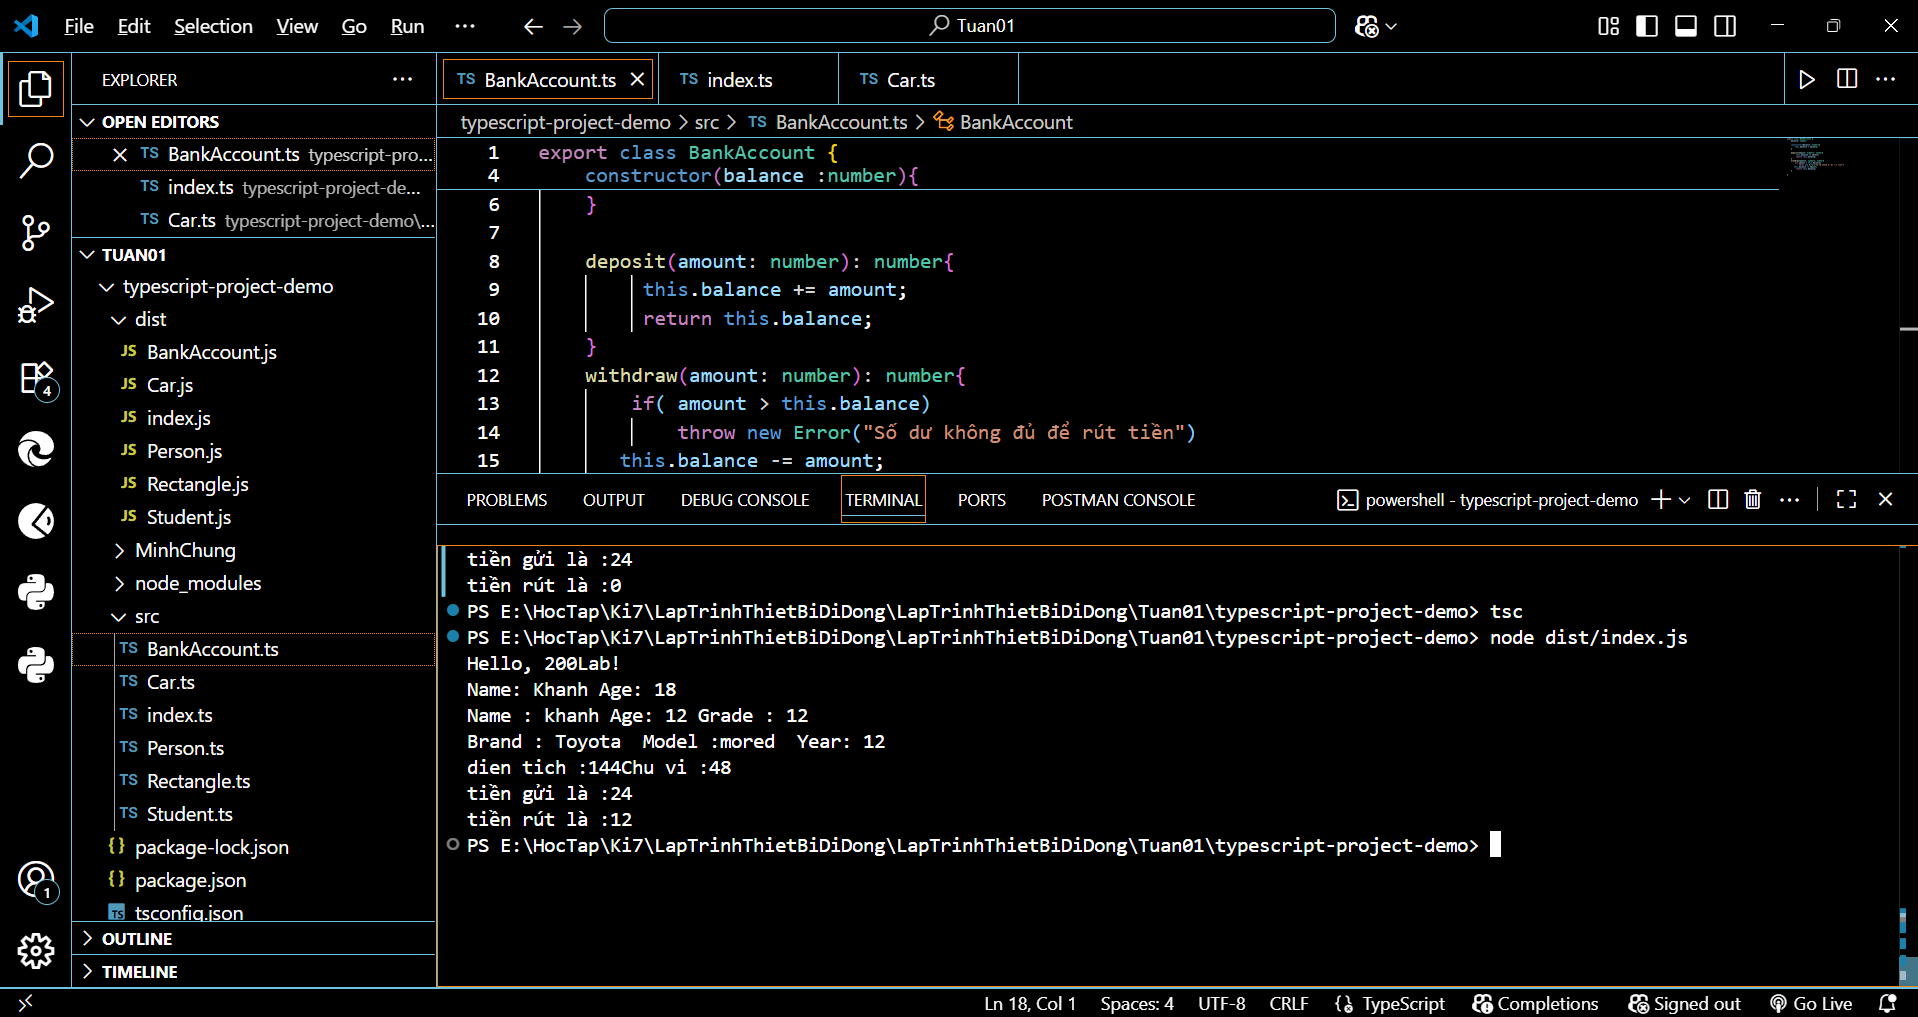 File Edit Selection View Go Run ··· Tuan01
EXPLORER ···
OPEN EDITORS
TS BankAccount.ts typescript-pro...
TS index.ts typescript-project-de...
TS Car.ts typescript-project-demo\...
TUAN01
typescript-project-demo
dist
JS BankAccount.js
JS Car.js
JS index.js
JS Person.js
JS Rectangle.js
JS Student.js
MinhChung
node_modules
src
TS BankAccount.ts
TS Car.ts
TS index.ts
TS Person.ts
TS Rectangle.ts
TS Student.ts
{} package-lock.json
{} package.json
TS tsconfig.json
OUTLINE
TIMELINE
4
1
TS BankAccount.ts TS index.ts TS Car.ts
typescript-project-demo > src > TS BankAccount.ts > BankAccount
1 export class BankAccount {
4 constructor(balance :number){
6 }
7
8 deposit(amount: number): number{
9 this.balance += amount;
10 return this.balance;
11 }
12 withdraw(amount: number): number{
13 if( amount > this.balance)
14 throw new Error("Số dư không đủ để rút tiền")
15 this.balance -= amount;
PROBLEMS OUTPUT DEBUG CONSOLE TERMINAL PORTS POSTMAN CONSOLE powershell - typescript-project-demo
tiền gửi là :24
tiền rút là :0
PS E:\HocTap\Ki7\LapTrinhThietBiDiDong\LapTrinhThietBiDiDong\Tuan01\typescript-project-demo> tsc
PS E:\HocTap\Ki7\LapTrinhThietBiDiDong\LapTrinhThietBiDiDong\Tuan01\typescript-project-demo> node dist/index.js
Hello, 200Lab!
Name: Khanh Age: 18
Name : khanh Age: 12 Grade : 12
Brand : Toyota  Model :mored  Year: 12
dien tich :144Chu vi :48
tiền gửi là :24
tiền rút là :12
PS E:\HocTap\Ki7\LapTrinhThietBiDiDong\LapTrinhThietBiDiDong\Tuan01\typescript-project-demo>
Ln 18, Col 1 Spaces: 4 UTF-8 CRLF TypeScript Completions Signed out Go Live